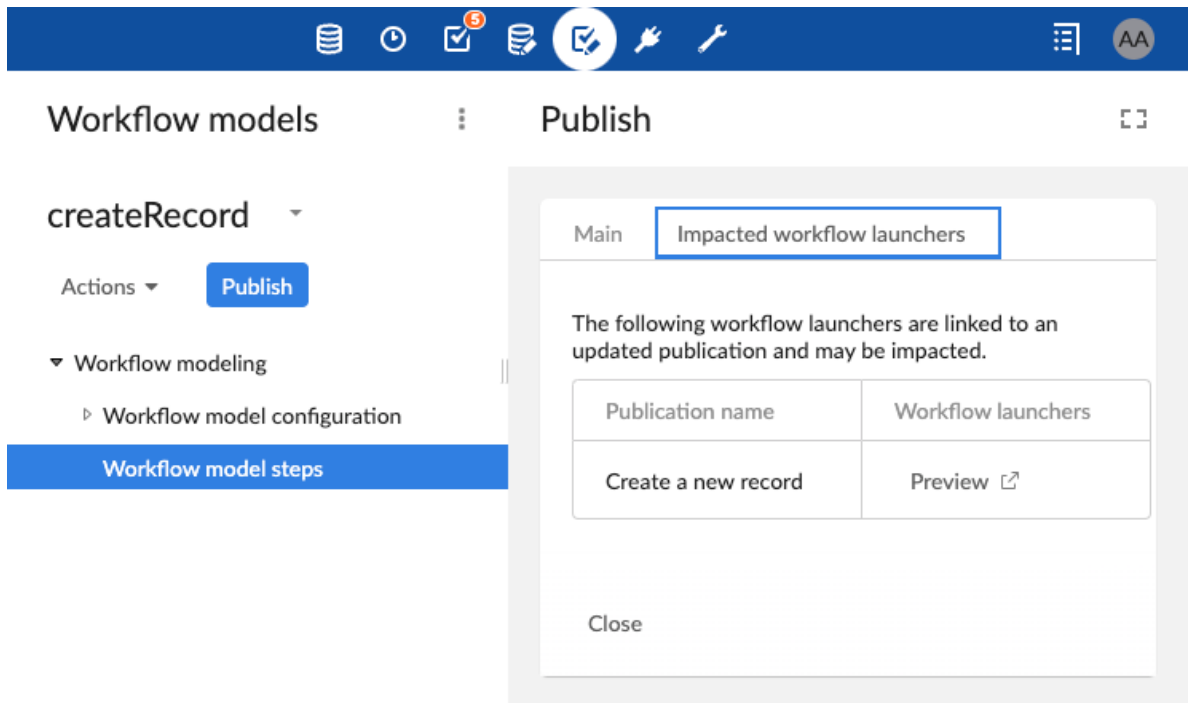 5
AA
Workflow models
Publish
createRecord
Main
Impacted workflow launchers
Actions
Publish
The following workflow launchers are linked to an
updated publication and may be impacted.
Workflow modeling
Workflow model configuration
Workflow model steps
Publication name
Workflow launchers
Create a new record
Preview
Close